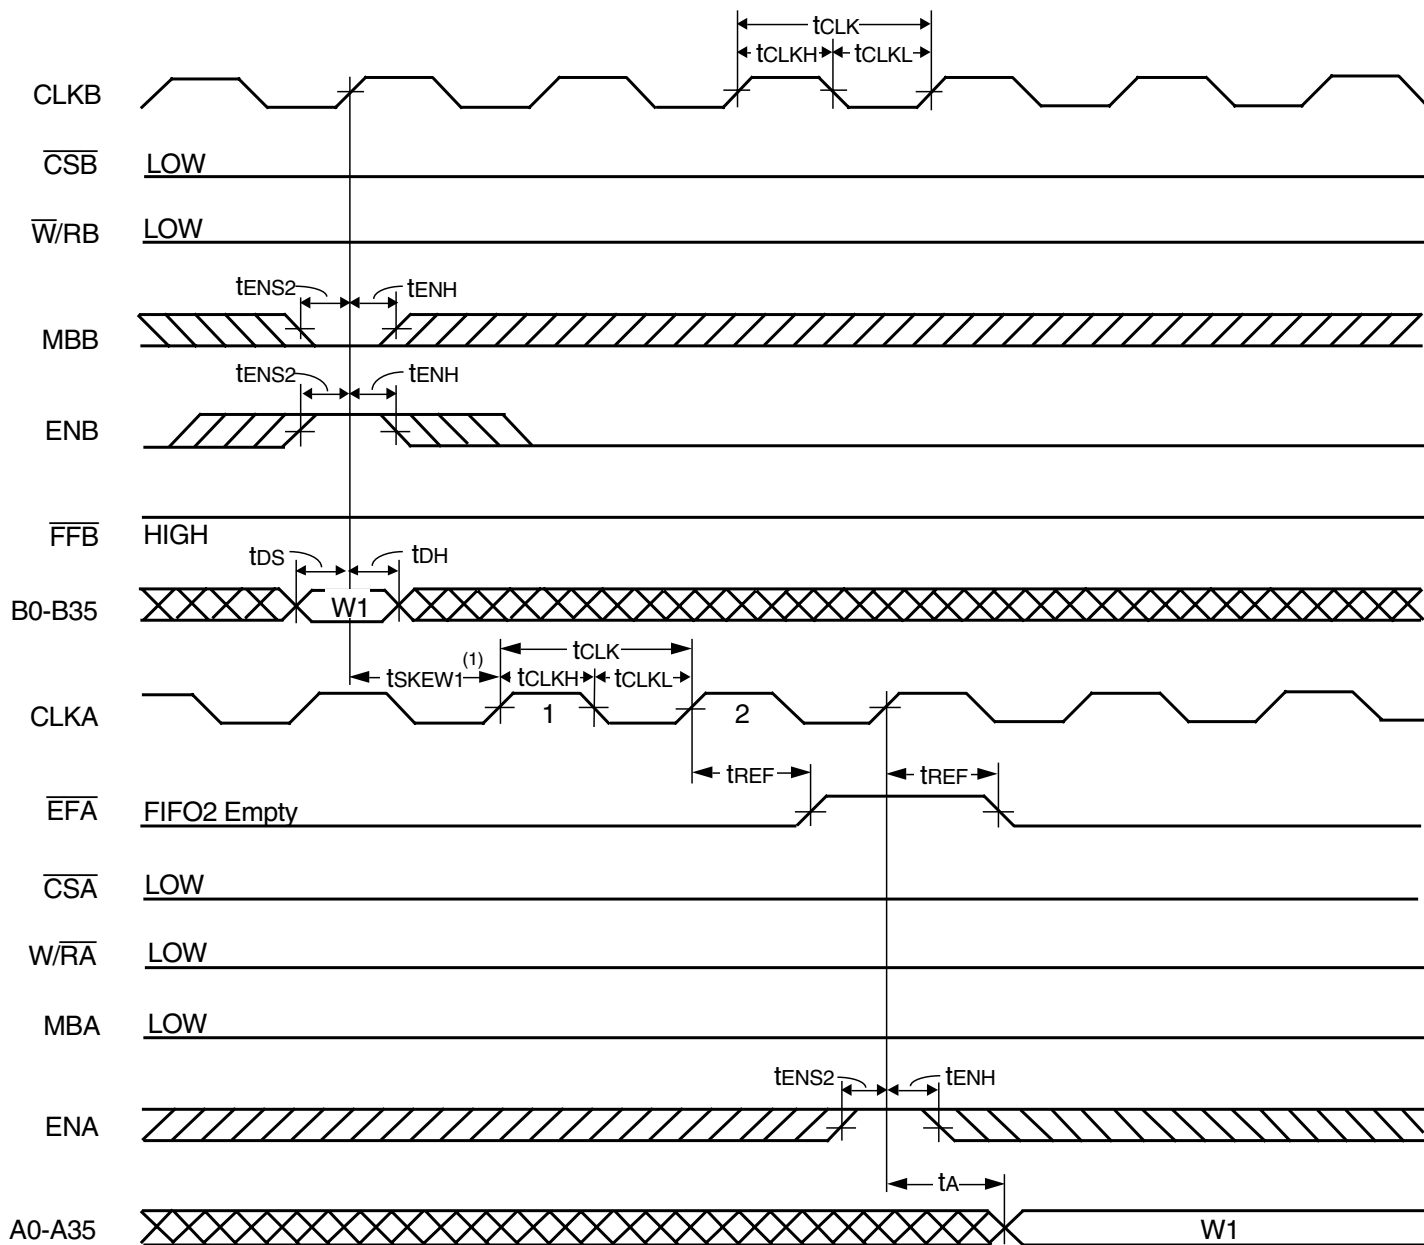 tCLK
tCLKH tCLKL
CLKB
CSB LOW
W/RB LOW
tENS2 tENH
MBB
tENS2 tENH
ENB
FFB HIGH
tDS tDH
B0-B35 W1
tCLK
tSKEW1(1) tCLKH tCLKL
CLKA 1 2
tREF tREF
EFA FIFO2 Empty
CSA LOW
W/RA LOW
MBA LOW
tENS2 tENH
ENA
tA
A0-A35 W1